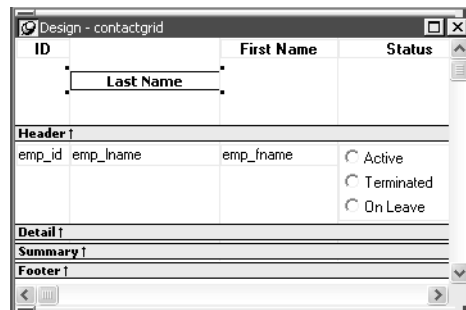 Design - contactgrid
ID First Name Status
Last Name
Header ↑
emp_id emp_lname emp_fname Active
Terminated
On Leave
Detail ↑
Summary ↑
Footer ↑